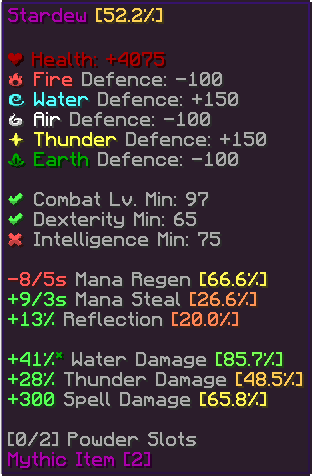 Stardew [52.2%]
Health: +4075
Fire Defence: -100
Water Defence: +150
Air Defence: -100
Thunder Defence: +150
Earth Defence: -100
✔ Combat Lv. Min: 97
✔ Dexterity Min: 65
✖ Intelligence Min: 75
-8/5s Mana Regen [66.6%]
+9/3s Mana Steal [26.6%]
+13% Reflection [20.0%]
+41%* Water Damage [85.7%]
+28% Thunder Damage [48.5%]
+300 Spell Damage [65.8%]
[0/2] Powder Slots
Mythic Item [2]